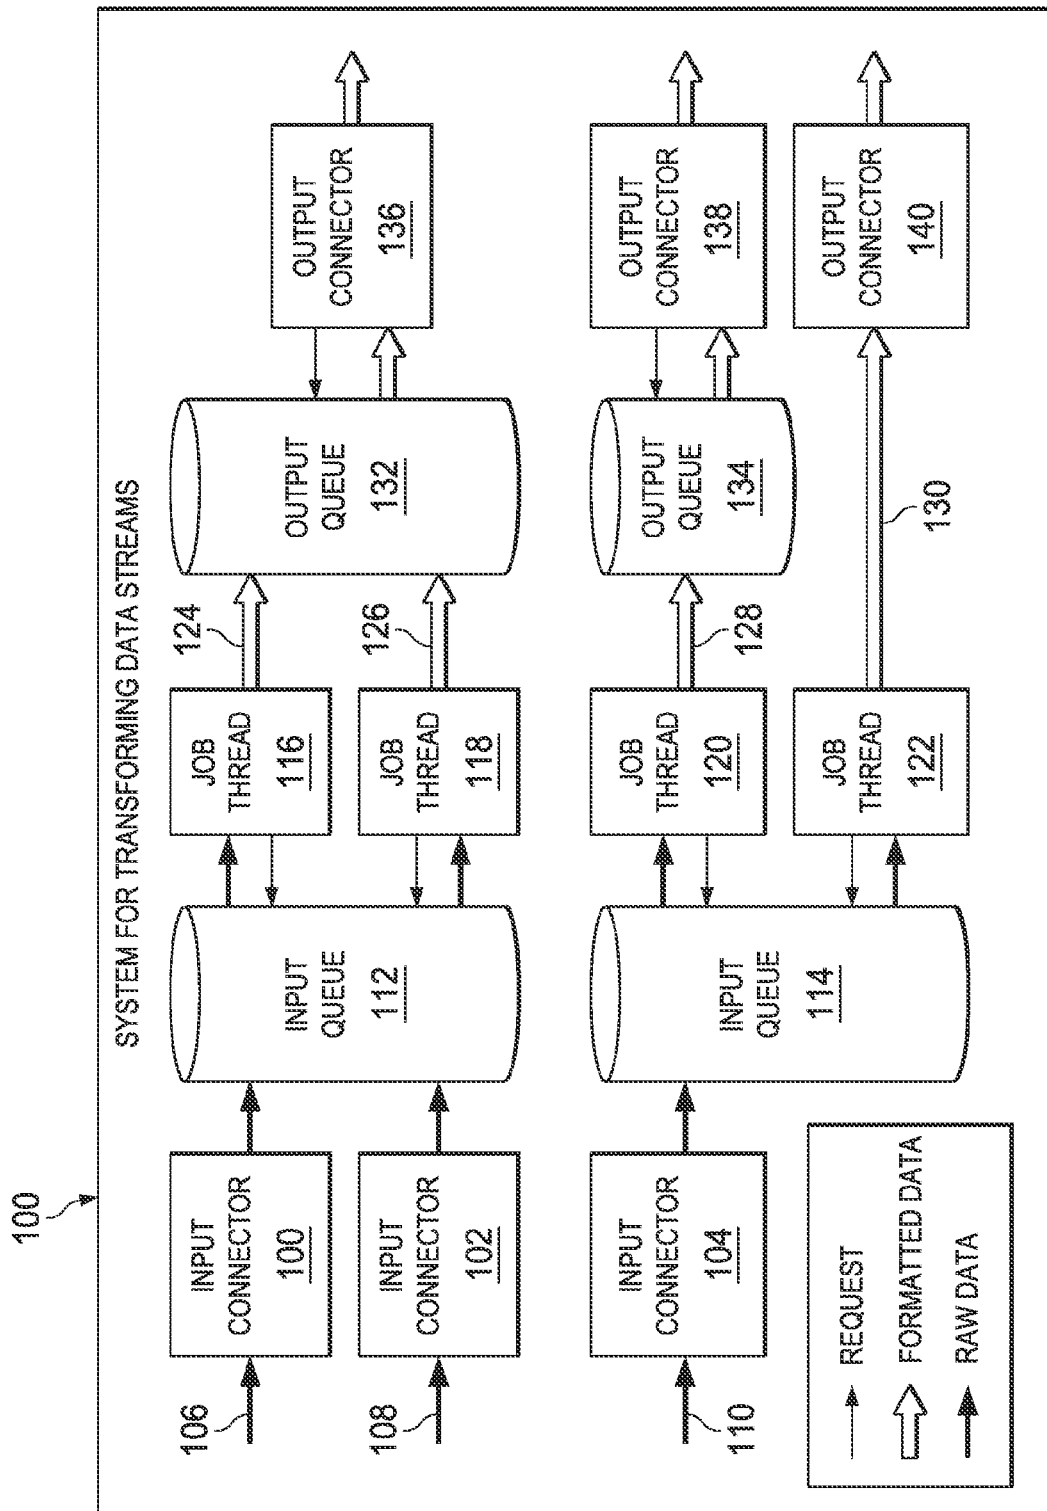 100
SYSTEM FOR TRANSFORMING DATA STREAMS
106
INPUT
CONNECTOR
100
108
INPUT
CONNECTOR
102
INPUT
QUEUE
112
JOB
THREAD
116
JOB
THREAD
118
124
126
OUTPUT
QUEUE
132
OUTPUT
CONNECTOR
136
110
INPUT
CONNECTOR
104
INPUT
QUEUE
114
JOB
THREAD
120
JOB
THREAD
122
128
130
OUTPUT
QUEUE
134
OUTPUT
CONNECTOR
138
OUTPUT
CONNECTOR
140
REQUEST
FORMATTED DATA
RAW DATA